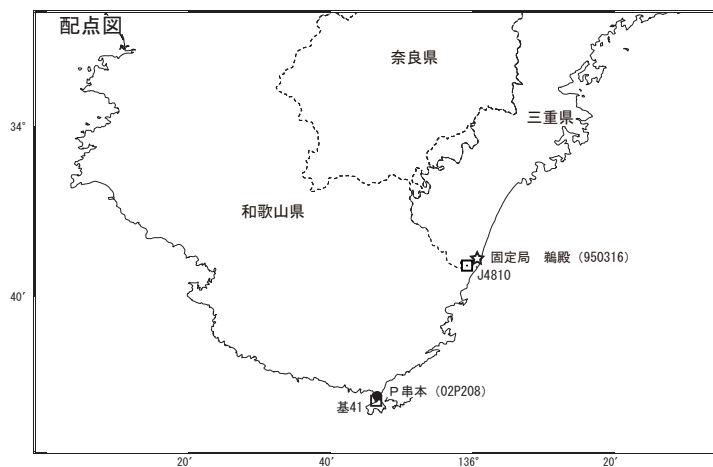 配点図
奈良県
三重県
34°
和歌山県
固定局　鵜殿（950316）
J4810
40′
Ｐ串本（02P208）
基41
20′
40′
136°
20′